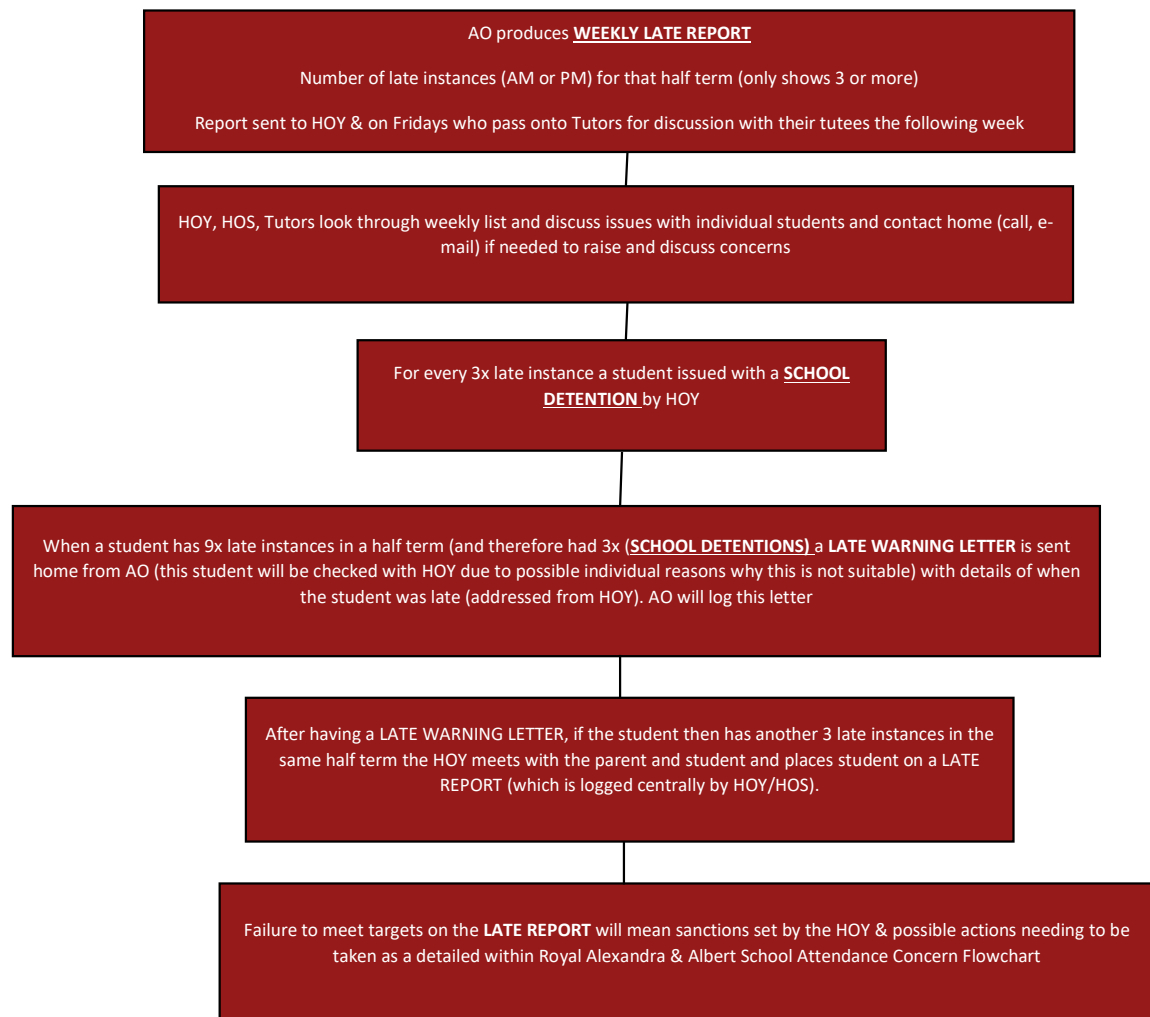 AO produces WEEKLY LATE REPORT
Number of late instances (AM or PM) for that half term (only shows 3 or more)
Report sent to HOY & on Fridays who pass onto Tutors for discussion with their tutees the following week
HOY, HOS, Tutors look through weekly list and discuss issues with individual students and contact home (call, e-
mail) if needed to raise and discuss concerns
For every 3x late instance a student issued with a SCHOOL
DETENTION by HOY
When a student has 9x late instances in a half term (and therefore had 3x (SCHOOL DETENTIONS) a LATE WARNING LETTER is sent
home from AO (this student will be checked with HOY due to possible individual reasons why this is not suitable) with details of when
the student was late (addressed from HOY). AO will log this letter
After having a LATE WARNING LETTER, if the student then has another 3 late instances in the
same half term the HOY meets with the parent and student and places student on a LATE
REPORT (which is logged centrally by HOY/HOS).
Failure to meet targets on the LATE REPORT will mean sanctions set by the HOY & possible actions needing to be
taken as a detailed within Royal Alexandra & Albert School Attendance Concern Flowchart